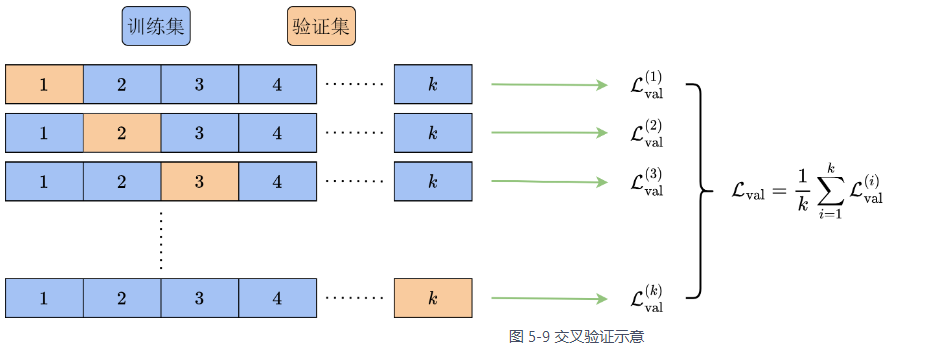 训练集 验证集
1 2 3 4 ········ k → $\mathcal{L}_{\text{val}}^{(1)}$
1 2 3 4 ········ k → $\mathcal{L}_{\text{val}}^{(2)}$
1 2 3 4 ········ k → $\mathcal{L}_{\text{val}}^{(3)}$
$\mathcal{L}_{\text{val}} = \frac{1}{k} \sum_{i=1}^{k} \mathcal{L}_{\text{val}}^{(i)}$
1 2 3 4 ········ k → $\mathcal{L}_{\text{val}}^{(k)}$
图 5-9 交叉验证示意